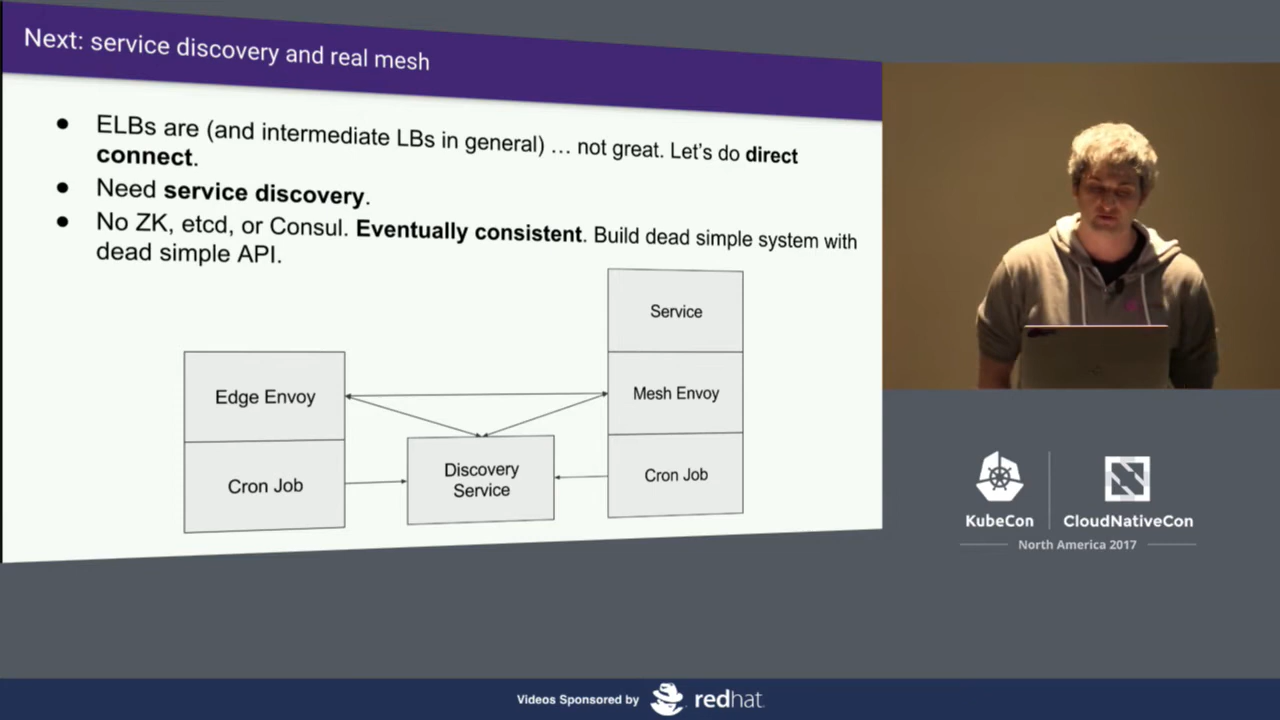 Next: service discovery and real mesh
● ELBs are (and intermediate LBs in general) … not great. Let's do direct
connect.
● Need service discovery.
● No ZK, etcd, or Consul. Eventually consistent. Build dead simple system with
dead simple API.
Service
Edge Envoy
Mesh Envoy
Cron Job
Discovery
Service
Cron Job
KubeCon
CloudNativeCon
North America 2017
Videos Sponsored by
redhat.